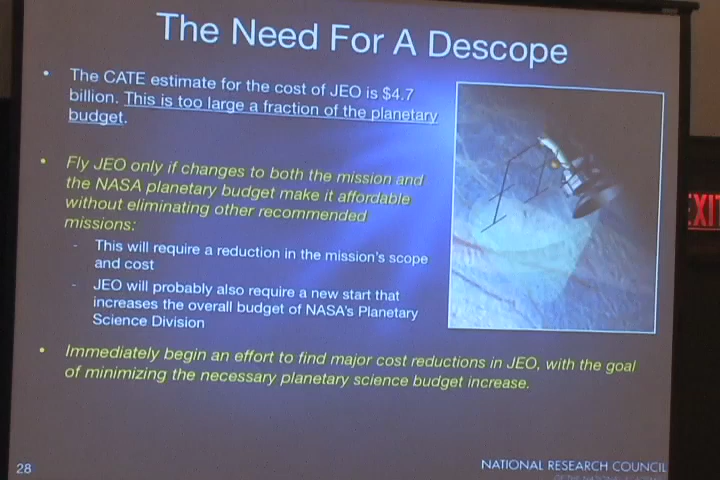 The Need For A Descope
• The CATE estimate for the cost of JEO is $4.7
billion. This is too large a fraction of the planetary
budget.
• Fly JEO only if changes to both the mission and
the NASA planetary budget make it affordable
without eliminating other recommended
missions:
- This will require a reduction in the mission's scope
and cost
- JEO will probably also require a new start that
increases the overall budget of NASA's Planetary
Science Division
• Immediately begin an effort to find major cost reductions in JEO, with the goal
of minimizing the necessary planetary science budget increase.
28
NATIONAL RESEARCH COUNCIL
EXIT